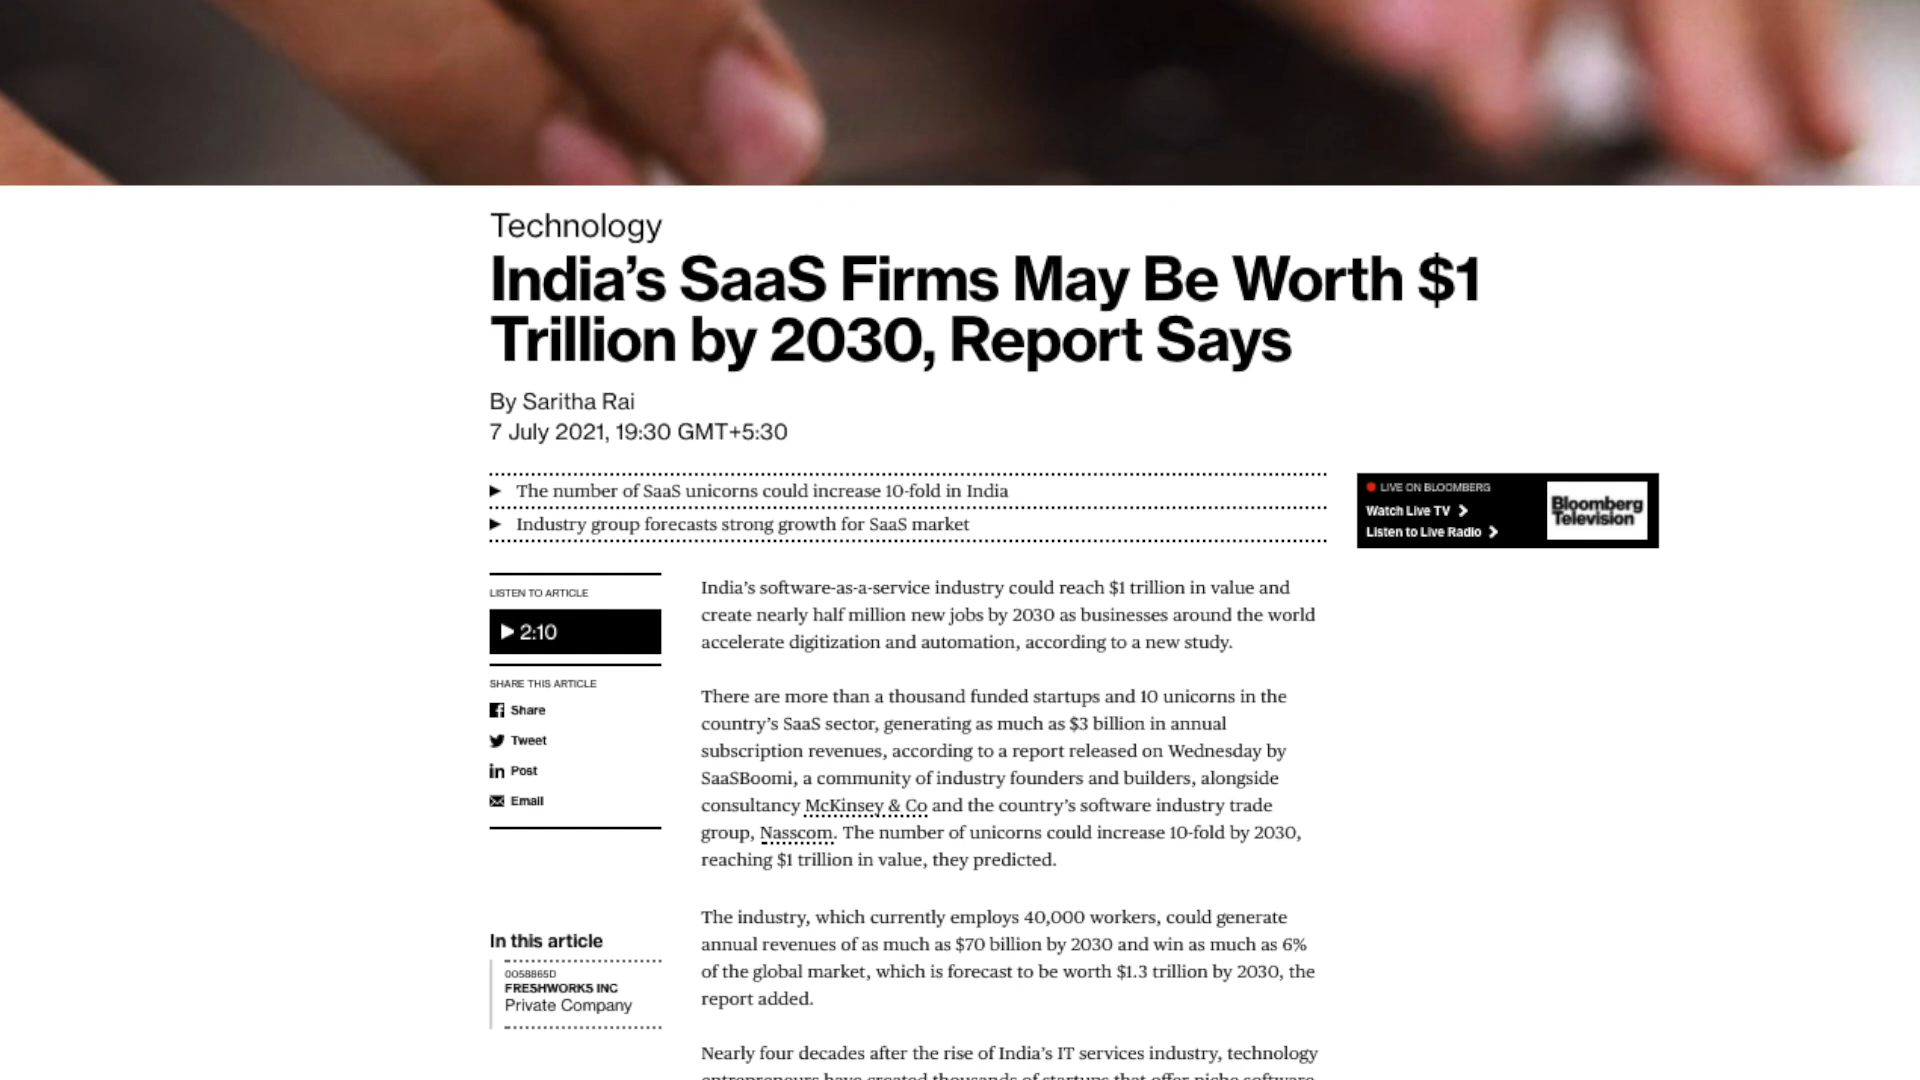 Technology
India's SaaS Firms May Be Worth $1
Trillion by 2030, Report Says
By Saritha Rai
7 July 2021, 19:30 GMT+5:30
The number of SaaS unicorns could increase 10-fold in India
Industry group forecasts strong growth for SaaS market
LIVE ON BLOOMBERG
Watch Live TV
Listen to Live Radio
Bloomberg
Television
LISTEN TO ARTICLE
2:10
SHARE THIS ARTICLE
Share
Tweet
Post
Email
In this article
0058865D
FRESHWORKS INC
Private Company
India's software-as-a-service industry could reach $1 trillion in value and
create nearly half million new jobs by 2030 as businesses around the world
accelerate digitization and automation, according to a new study.
There are more than a thousand funded startups and 10 unicorns in the
country's SaaS sector, generating as much as $3 billion in annual
subscription revenues, according to a report released on Wednesday by
SaaSBoomi, a community of industry founders and builders, alongside
consultancy McKinsey & Co and the country's software industry trade
group, Nasscom. The number of unicorns could increase 10-fold by 2030,
reaching $1 trillion in value, they predicted.
The industry, which currently employs 40,000 workers, could generate
annual revenues of as much as $70 billion by 2030 and win as much as 6%
of the global market, which is forecast to be worth $1.3 trillion by 2030, the
report added.
Nearly four decades after the rise of India's IT services industry, technology
entrepreneurs have created thousands of startups that offer niche software